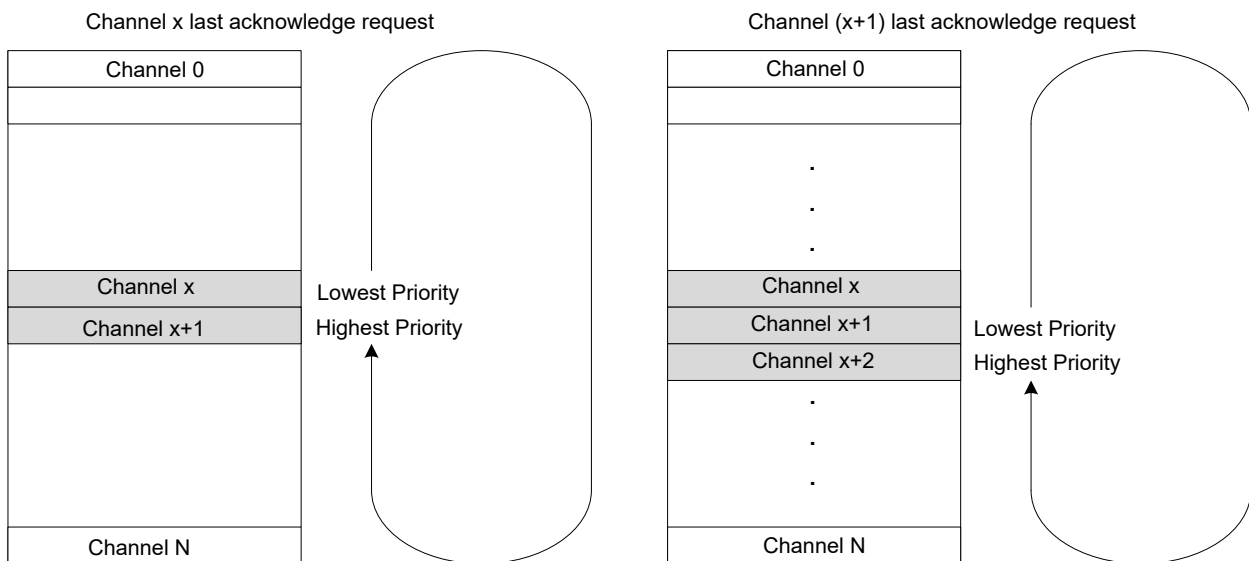 Channel x last acknowledge request
Channel 0
Channel x
Lowest Priority
Channel x+1
Highest Priority
Channel N
Channel (x+1) last acknowledge request
Channel 0
.
.
.
Channel x
Channel x+1
Lowest Priority
Channel x+2
Highest Priority
.
.
.
Channel N